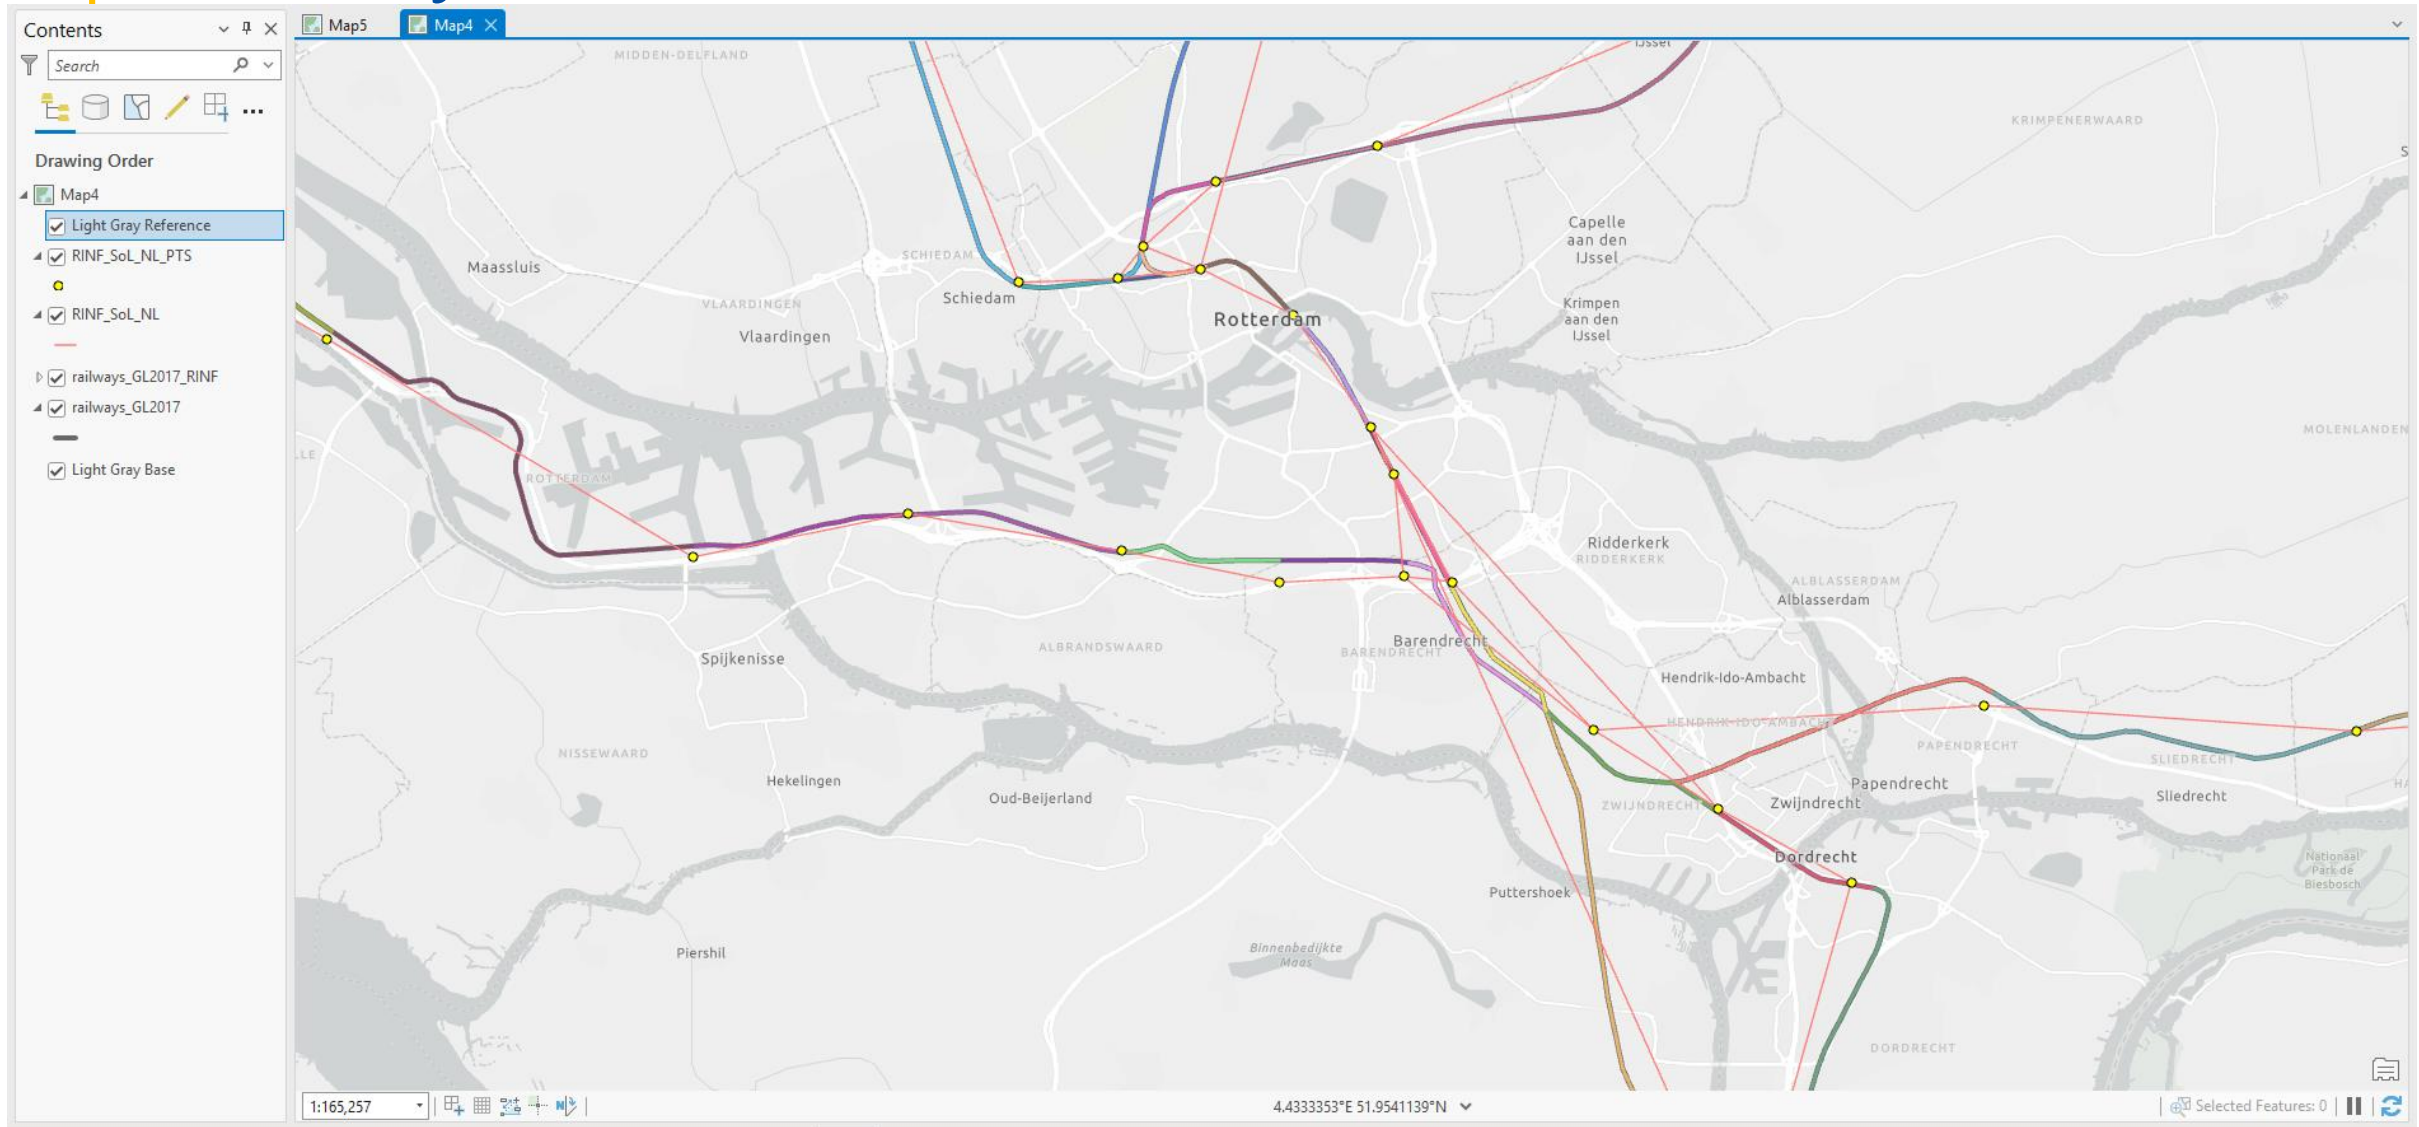 Contents
Search
Drawing Order
Map4
Light Gray Reference
RINF_SoL_NL_PTS
RINF_SoL_NL
railways_GL2017_RINF
railways_GL2017
Light Gray Base
Map5
Map4
MIDDEN-DELFLAND
IJssel
KRIMPENERWAARD
S
Capelle
aan den
IJssel
SCHIEDAM
Maassluis
Schiedam
VLAARDINGEN
Vlaardingen
Rotterdam
Krimpen
aan den
IJssel
MOLENLANDEN
LLE
ROTTERDAM
Ridderkerk
RIDDERKERK
ALBLASSERDAM
Alblasserdam
Barendrecht
BARENDRECHT
ALBRANDSWAARD
Spijkenisse
Hendrik-Ido-Ambacht
HENDRIK-IDO-AMBACHT
NISSEWAARD
PAPENDRECHT
SLIEDRECHT
Hekelingen
Oud-Beijerland
Papendrecht
HA
ZWIJNDRECHT
Zwijndrecht
Sliedrecht
Dordrecht
Nationaal
Park de
Biesbosch
Puttershoek
Piershil
Binnenbedijkte
Maas
DORDRECHT
1:165,257
4.4333353°E 51.9541139°N
Selected Features: 0